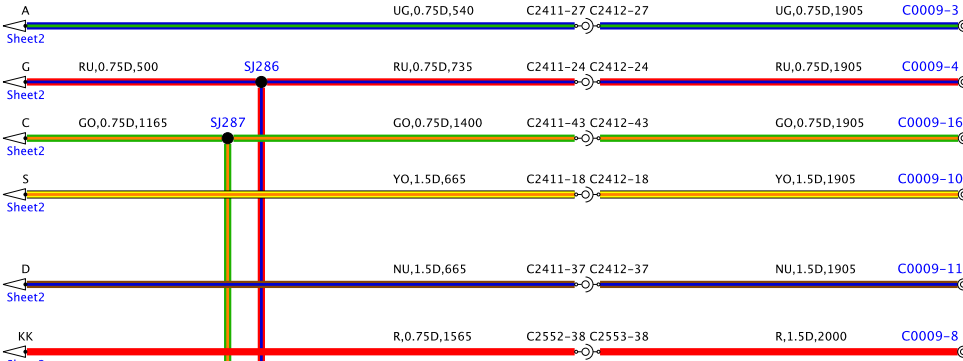 A UG,0.75D,540 C2411-27 C2412-27 UG,0.75D,1905 C0009-3
Sheet2
G RU,0.75D,500 SJ286 RU,0.75D,735 C2411-24 C2412-24 RU,0.75D,1905 C0009-4
Sheet2
C GO,0.75D,1165 SJ287 GO,0.75D,1400 C2411-43 C2412-43 GO,0.75D,1905 C0009-16
Sheet2
S YO,1.5D,665 C2411-18 C2412-18 YO,1.5D,1905 C0009-10
Sheet2
D NU,1.5D,665 C2411-37 C2412-37 NU,1.5D,1905 C0009-11
Sheet2
KK R,0.75D,1565 C2552-38 C2553-38 R,1.5D,2000 C0009-8